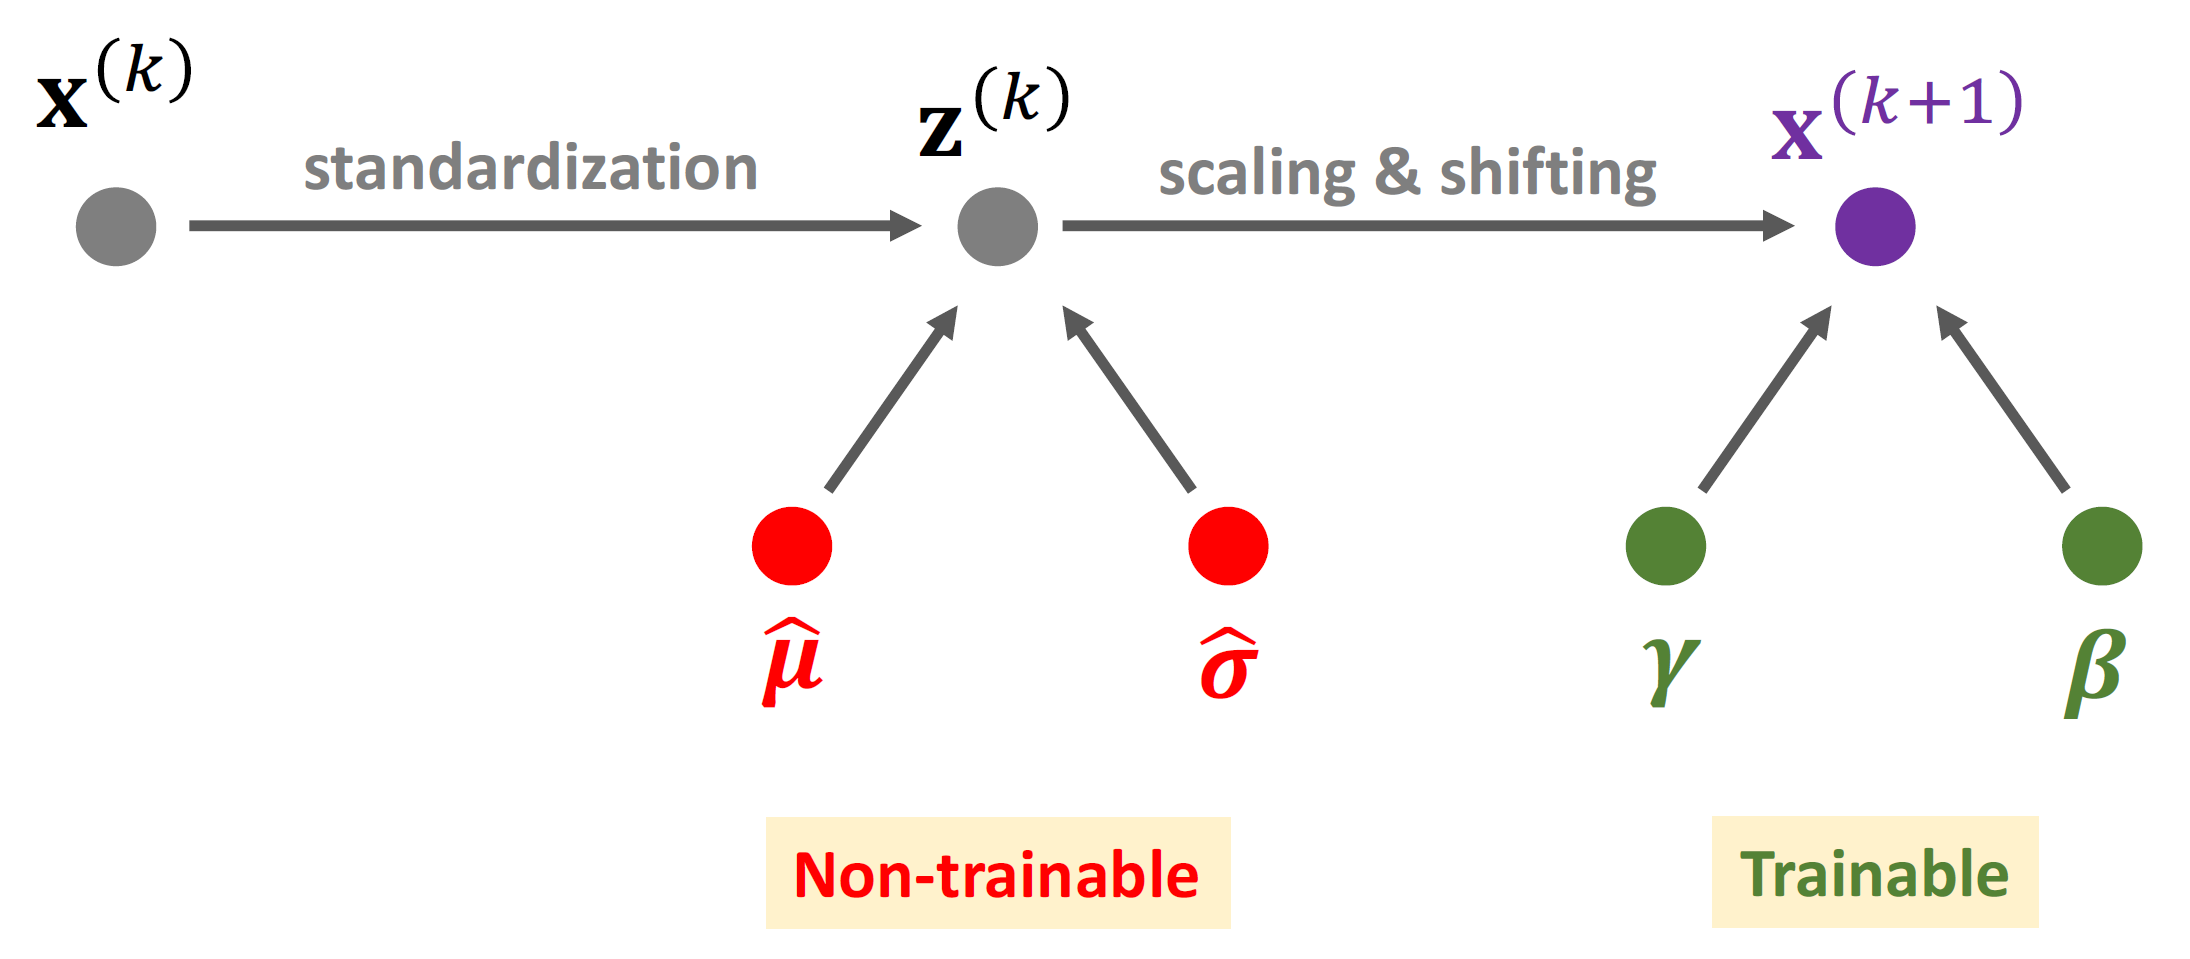 x^(k)
standardization
z^(k)
scaling & shifting
x^(k+1)
μ̂
σ̂
γ
β
Non-trainable
Trainable